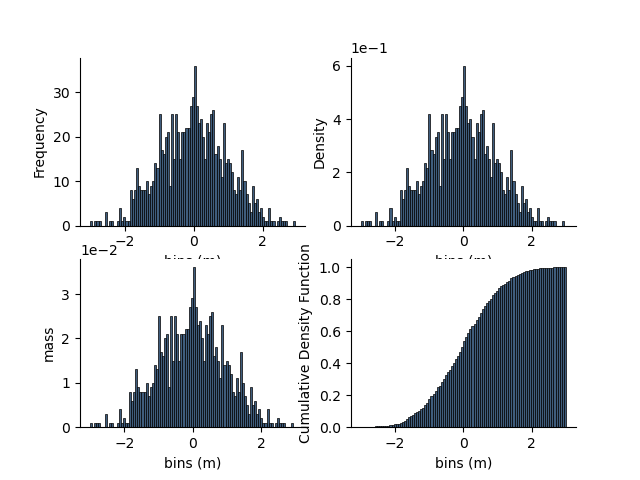 1e−1
Frequency
30
20
10
0
−2 0 2
bins (m)
Density
6
4
2
0
−2 0 2
bins (m)
1e−2
mass
3
2
1
0
−2 0 2
bins (m)
Cumulative Density Function
1.0
0.8
0.6
0.4
0.2
0.0
−2 0 2
bins (m)